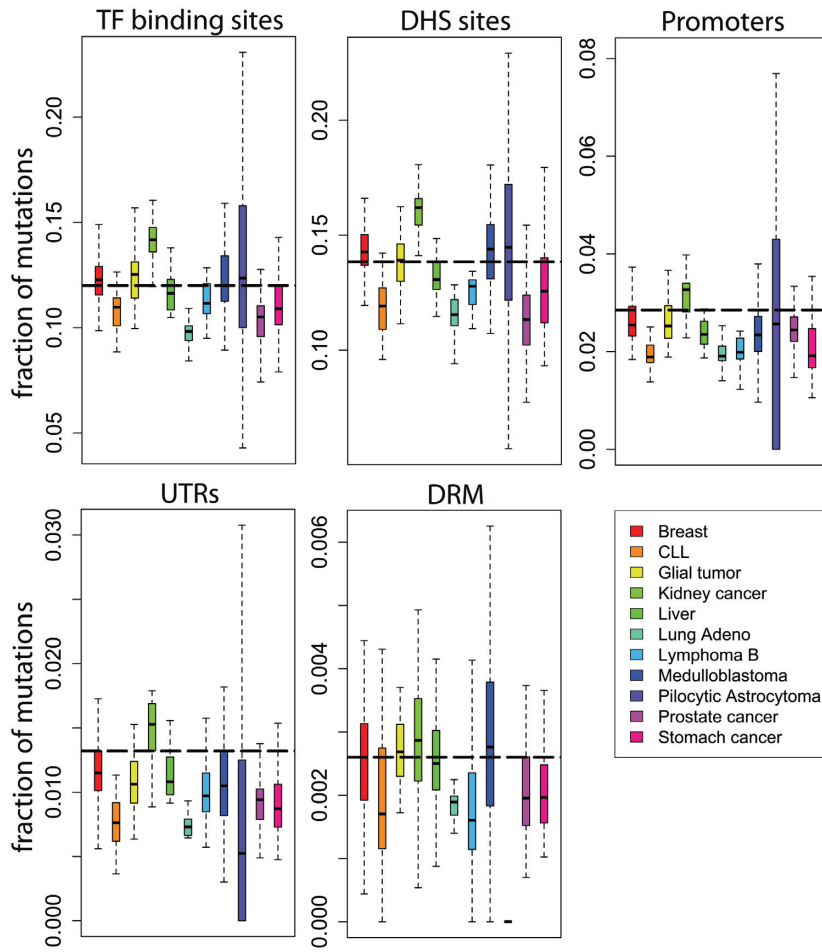 TF binding sites
DHS sites
Promoters
fraction of mutations
0.20
0.15
0.10
0.05
0.20
0.15
0.10
0.08
0.06
0.04
0.02
0.00
UTRs
DRM
fraction of mutations
0.030
0.020
0.010
0.000
0.006
0.004
0.002
0.000
Breast
CLL
Glial tumor
Kidney cancer
Liver
Lung Adeno
Lymphoma B
Medulloblastoma
Pilocytic Astrocytoma
Prostate cancer
Stomach cancer